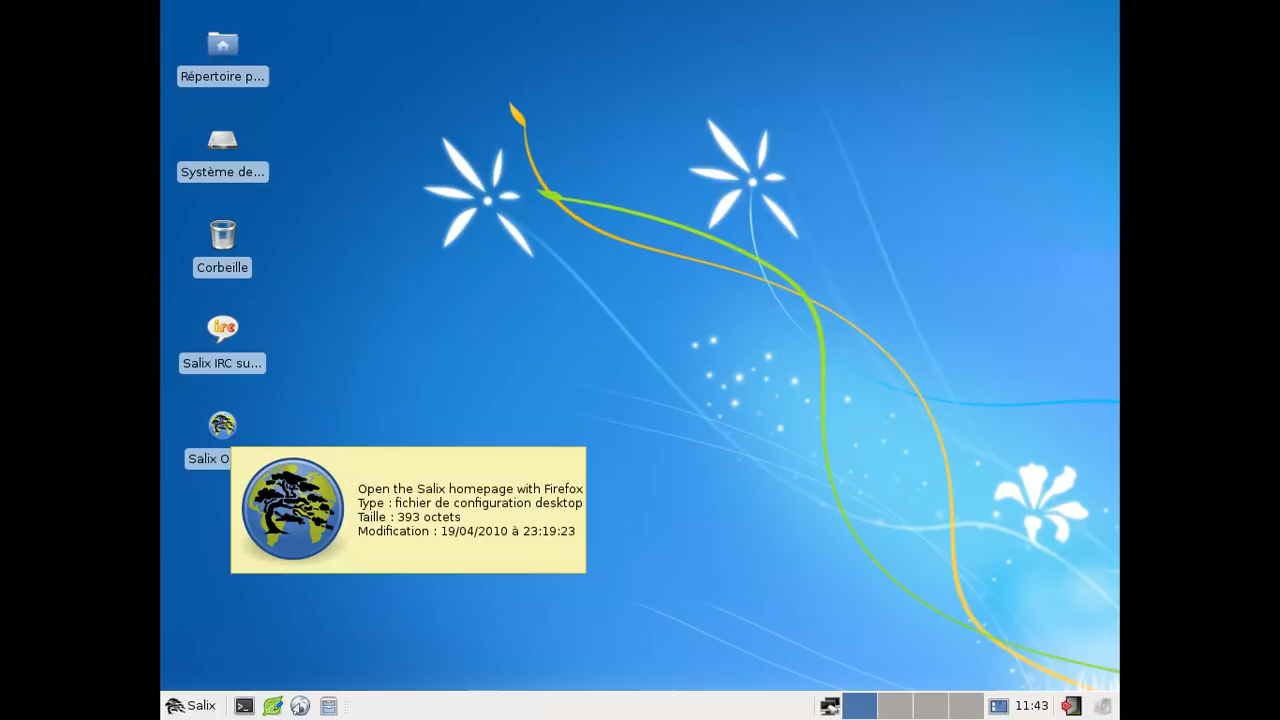 Répertoire p...
Système de...
Corbeille
irc
Salix IRC su...
Salix O
Open the Salix homepage with Firefox
Type : fichier de configuration desktop
Taille : 393 octets
Modification : 19/04/2010 à 23:19:23
Salix
11:43